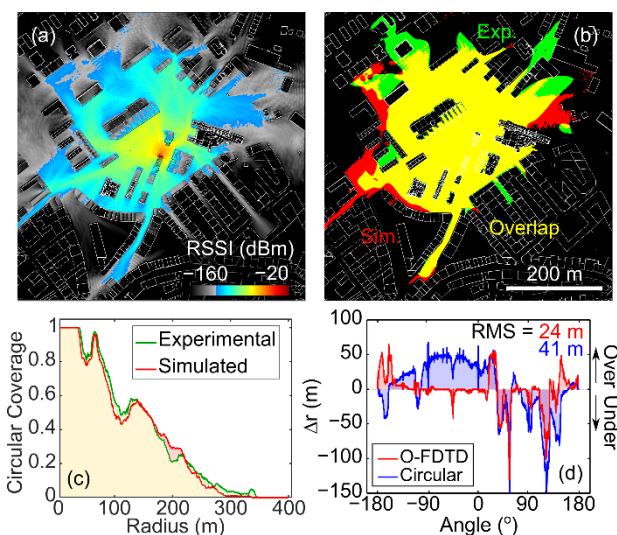 (a)
RSSI (dBm)
−160
−20
(b)
Exp.
Sim.
Overlap
200 m
Circular Coverage
1
0.8
0.6
0.4
0.2
0
Experimental
Simulated
(c)
0
100
200
300
400
Radius (m)
Δr (m)
100
50
0
−50
−100
−150
RMS = 24 m
41 m
Over
Under
O-FDTD
Circular
(d)
−180
−90
0
90
180
Angle (°)